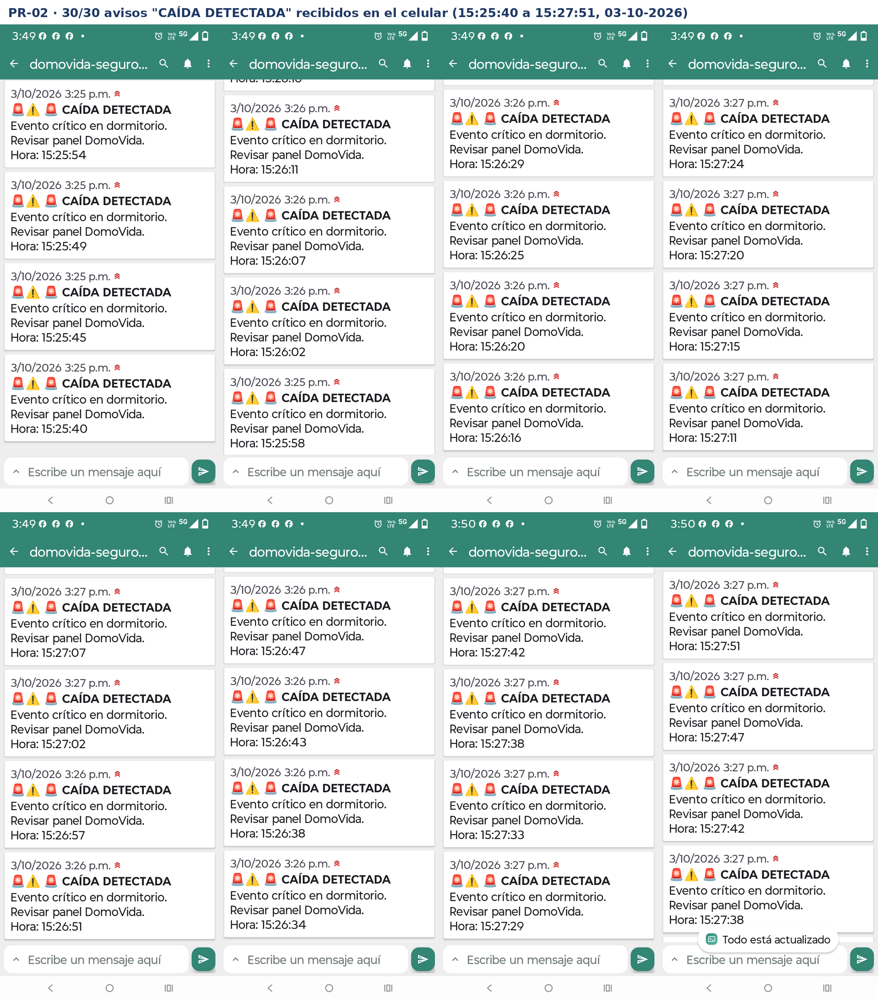 PR-02 · 30/30 avisos "CAÍDA DETECTADA" recibidos en el celular (15:25:40 a 15:27:51, 03-10-2026)
3:49
VoLTE 5G
domovida-seguro...
3/10/2026 3:25 p.m.
🚨⚠️ 🚨 CAÍDA DETECTADA
Evento crítico en dormitorio.
Revisar panel DomoVida.
Hora: 15:25:54
3/10/2026 3:25 p.m.
🚨⚠️ 🚨 CAÍDA DETECTADA
Evento crítico en dormitorio.
Revisar panel DomoVida.
Hora: 15:25:49
3/10/2026 3:25 p.m.
🚨⚠️ 🚨 CAÍDA DETECTADA
Evento crítico en dormitorio.
Revisar panel DomoVida.
Hora: 15:25:45
3/10/2026 3:25 p.m.
🚨⚠️ 🚨 CAÍDA DETECTADA
Evento crítico en dormitorio.
Revisar panel DomoVida.
Hora: 15:25:40
Escribe un mensaje aquí
3:49
VoLTE 5G
domovida-seguro...
3/10/2026 3:26 p.m.
🚨⚠️ 🚨 CAÍDA DETECTADA
Evento crítico en dormitorio.
Revisar panel DomoVida.
Hora: 15:26:11
3/10/2026 3:26 p.m.
🚨⚠️ 🚨 CAÍDA DETECTADA
Evento crítico en dormitorio.
Revisar panel DomoVida.
Hora: 15:26:07
3/10/2026 3:26 p.m.
🚨⚠️ 🚨 CAÍDA DETECTADA
Evento crítico en dormitorio.
Revisar panel DomoVida.
Hora: 15:26:02
3/10/2026 3:25 p.m.
🚨⚠️ 🚨 CAÍDA DETECTADA
Evento crítico en dormitorio.
Revisar panel DomoVida.
Hora: 15:25:58
Escribe un mensaje aquí
3:49
VoLTE 5G
domovida-seguro...
3/10/2026 3:26 p.m.
🚨⚠️ 🚨 CAÍDA DETECTADA
Evento crítico en dormitorio.
Revisar panel DomoVida.
Hora: 15:26:29
3/10/2026 3:26 p.m.
🚨⚠️ 🚨 CAÍDA DETECTADA
Evento crítico en dormitorio.
Revisar panel DomoVida.
Hora: 15:26:25
3/10/2026 3:26 p.m.
🚨⚠️ 🚨 CAÍDA DETECTADA
Evento crítico en dormitorio.
Revisar panel DomoVida.
Hora: 15:26:20
3/10/2026 3:26 p.m.
🚨⚠️ 🚨 CAÍDA DETECTADA
Evento crítico en dormitorio.
Revisar panel DomoVida.
Hora: 15:26:16
Escribe un mensaje aquí
3:49
VoLTE 5G
domovida-seguro...
3/10/2026 3:27 p.m.
🚨⚠️ 🚨 CAÍDA DETECTADA
Evento crítico en dormitorio.
Revisar panel DomoVida.
Hora: 15:27:24
3/10/2026 3:27 p.m.
🚨⚠️ 🚨 CAÍDA DETECTADA
Evento crítico en dormitorio.
Revisar panel DomoVida.
Hora: 15:27:20
3/10/2026 3:27 p.m.
🚨⚠️ 🚨 CAÍDA DETECTADA
Evento crítico en dormitorio.
Revisar panel DomoVida.
Hora: 15:27:15
3/10/2026 3:27 p.m.
🚨⚠️ 🚨 CAÍDA DETECTADA
Evento crítico en dormitorio.
Revisar panel DomoVida.
Hora: 15:27:11
Escribe un mensaje aquí
3:49
VoLTE 5G
domovida-seguro...
3/10/2026 3:27 p.m.
🚨⚠️ 🚨 CAÍDA DETECTADA
Evento crítico en dormitorio.
Revisar panel DomoVida.
Hora: 15:27:07
3/10/2026 3:27 p.m.
🚨⚠️ 🚨 CAÍDA DETECTADA
Evento crítico en dormitorio.
Revisar panel DomoVida.
Hora: 15:27:02
3/10/2026 3:26 p.m.
🚨⚠️ 🚨 CAÍDA DETECTADA
Evento crítico en dormitorio.
Revisar panel DomoVida.
Hora: 15:26:57
3/10/2026 3:26 p.m.
🚨⚠️ 🚨 CAÍDA DETECTADA
Evento crítico en dormitorio.
Revisar panel DomoVida.
Hora: 15:26:51
Escribe un mensaje aquí
3:49
VoLTE 5G
domovida-seguro...
3/10/2026 3:26 p.m.
🚨⚠️ 🚨 CAÍDA DETECTADA
Evento crítico en dormitorio.
Revisar panel DomoVida.
Hora: 15:26:47
3/10/2026 3:26 p.m.
🚨⚠️ 🚨 CAÍDA DETECTADA
Evento crítico en dormitorio.
Revisar panel DomoVida.
Hora: 15:26:43
3/10/2026 3:26 p.m.
🚨⚠️ 🚨 CAÍDA DETECTADA
Evento crítico en dormitorio.
Revisar panel DomoVida.
Hora: 15:26:38
3/10/2026 3:26 p.m.
🚨⚠️ 🚨 CAÍDA DETECTADA
Evento crítico en dormitorio.
Revisar panel DomoVida.
Hora: 15:26:34
Escribe un mensaje aquí
3:50
VoLTE 5G
domovida-seguro...
3/10/2026 3:27 p.m.
🚨⚠️ 🚨 CAÍDA DETECTADA
Evento crítico en dormitorio.
Revisar panel DomoVida.
Hora: 15:27:42
3/10/2026 3:27 p.m.
🚨⚠️ 🚨 CAÍDA DETECTADA
Evento crítico en dormitorio.
Revisar panel DomoVida.
Hora: 15:27:38
3/10/2026 3:27 p.m.
🚨⚠️ 🚨 CAÍDA DETECTADA
Evento crítico en dormitorio.
Revisar panel DomoVida.
Hora: 15:27:33
3/10/2026 3:27 p.m.
🚨⚠️ 🚨 CAÍDA DETECTADA
Evento crítico en dormitorio.
Revisar panel DomoVida.
Hora: 15:27:29
Escribe un mensaje aquí
3:50
VoLTE 5G
domovida-seguro...
3/10/2026 3:27 p.m.
🚨⚠️ 🚨 CAÍDA DETECTADA
Evento crítico en dormitorio.
Revisar panel DomoVida.
Hora: 15:27:51
3/10/2026 3:27 p.m.
🚨⚠️ 🚨 CAÍDA DETECTADA
Evento crítico en dormitorio.
Revisar panel DomoVida.
Hora: 15:27:47
3/10/2026 3:27 p.m.
🚨⚠️ 🚨 CAÍDA DETECTADA
Evento crítico en dormitorio.
Revisar panel DomoVida.
Hora: 15:27:42
3/10/2026 3:27 p.m.
🚨⚠️ 🚨 CAÍDA DETECTADA
Evento crítico en dormitorio.
Revisar panel DomoVida.
Hora: 15:27:38
Todo está actualizado
Escribe un mensaje aquí